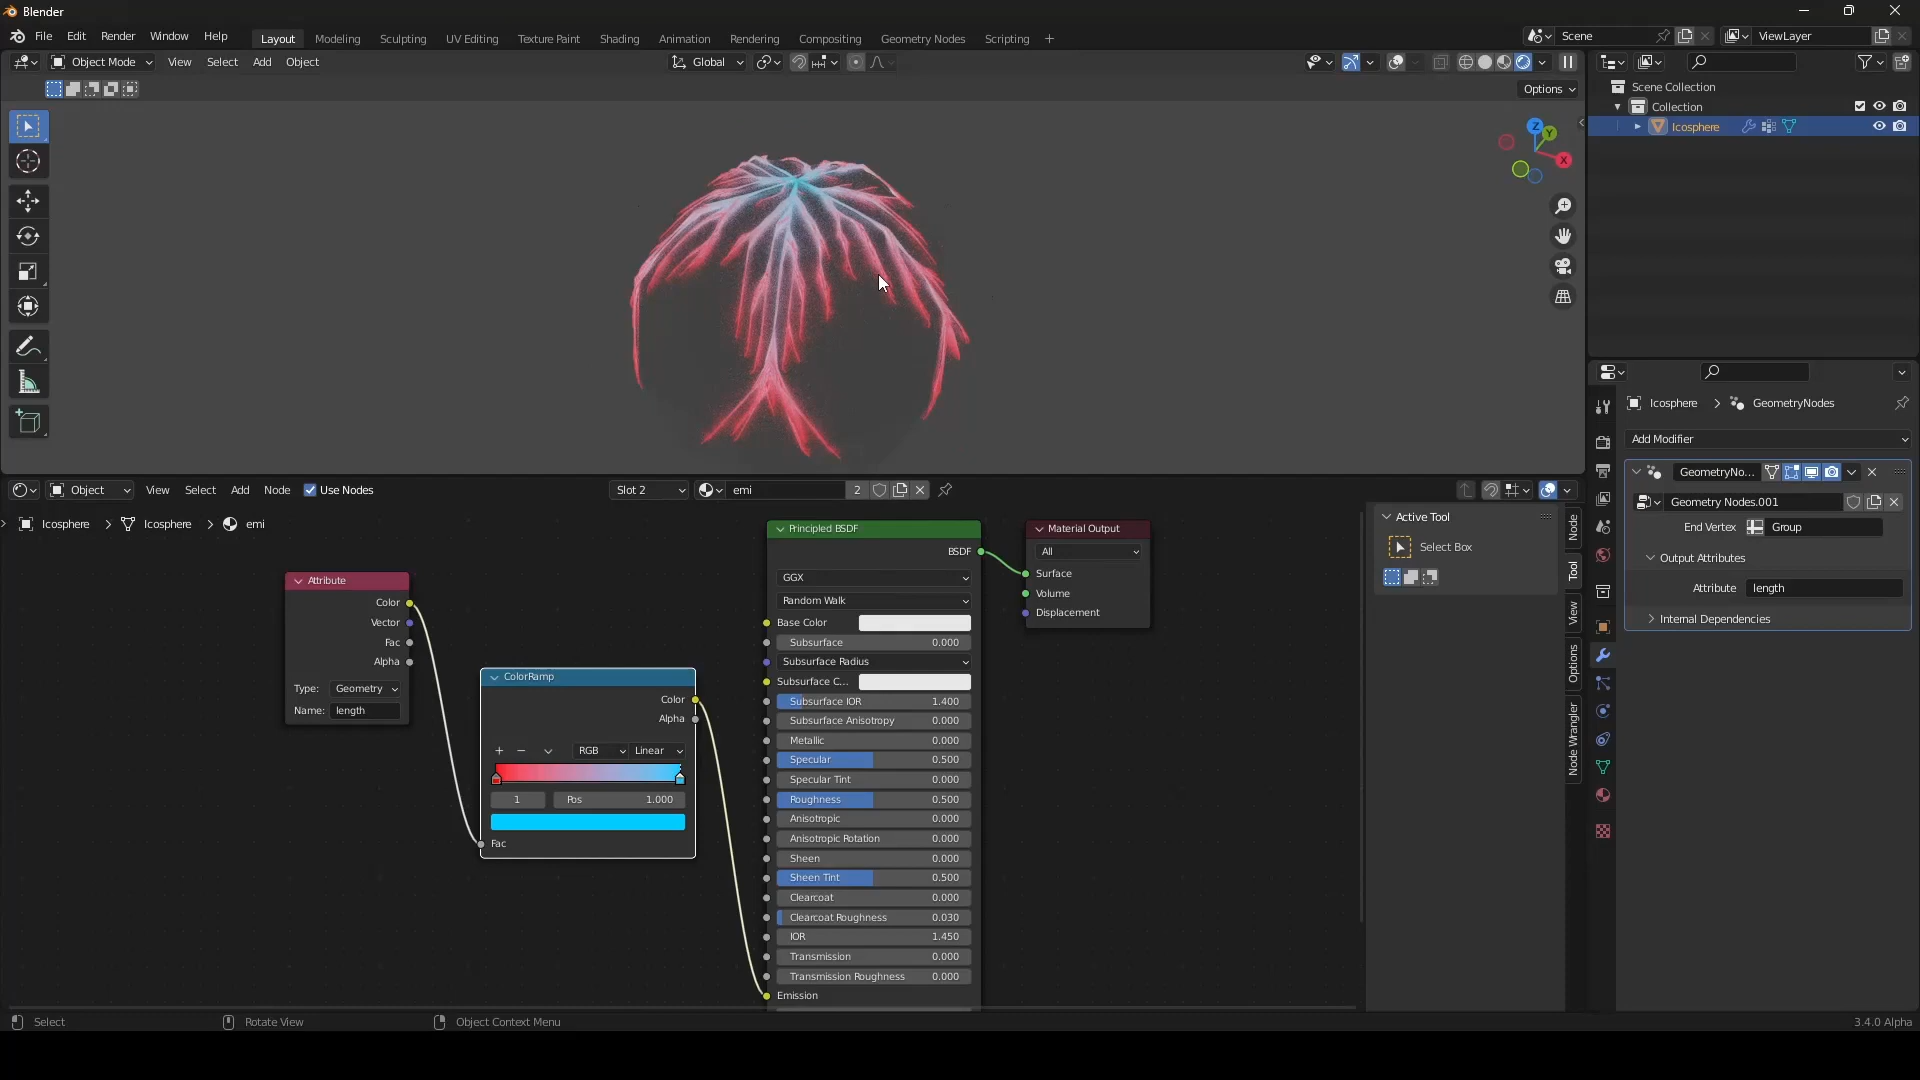 Blender
File Edit Render Window Help Layout Modeling Sculpting UV Editing Texture Paint Shading Animation Rendering Compositing Geometry Nodes Scripting + Scene ViewLayer
Object Mode View Select Add Object Global
Options
Scene Collection
Collection
Icosphere
Z Y X
Icosphere > GeometryNodes
Add Modifier
GeometryNo...
Geometry Nodes.001
End Vertex Group
Output Attributes
Attribute length
Internal Dependencies
Object View Select Add Node Use Nodes Slot 2 emi 2
Icosphere > Icosphere > emi
Attribute
Color
Vector
Fac
Alpha
Type: Geometry
Name: length
ColorRamp
Color
Alpha
+ − RGB Linear
1 Pos 1.000
Fac
Principled BSDF
BSDF
GGX
Random Walk
Base Color
Subsurface 0.000
Subsurface Radius
Subsurface C...
Subsurface IOR 1.400
Subsurface Anisotropy 0.000
Metallic 0.000
Specular 0.500
Specular Tint 0.000
Roughness 0.500
Anisotropic 0.000
Anisotropic Rotation 0.000
Sheen 0.000
Sheen Tint 0.500
Clearcoat 0.000
Clearcoat Roughness 0.030
IOR 1.450
Transmission 0.000
Transmission Roughness 0.000
Emission
Material Output
All
Surface
Volume
Displacement
Active Tool
Select Box
Node
Tool
View
Options
Node Wrangler
Select Rotate View Object Context Menu 3.4.0 Alpha